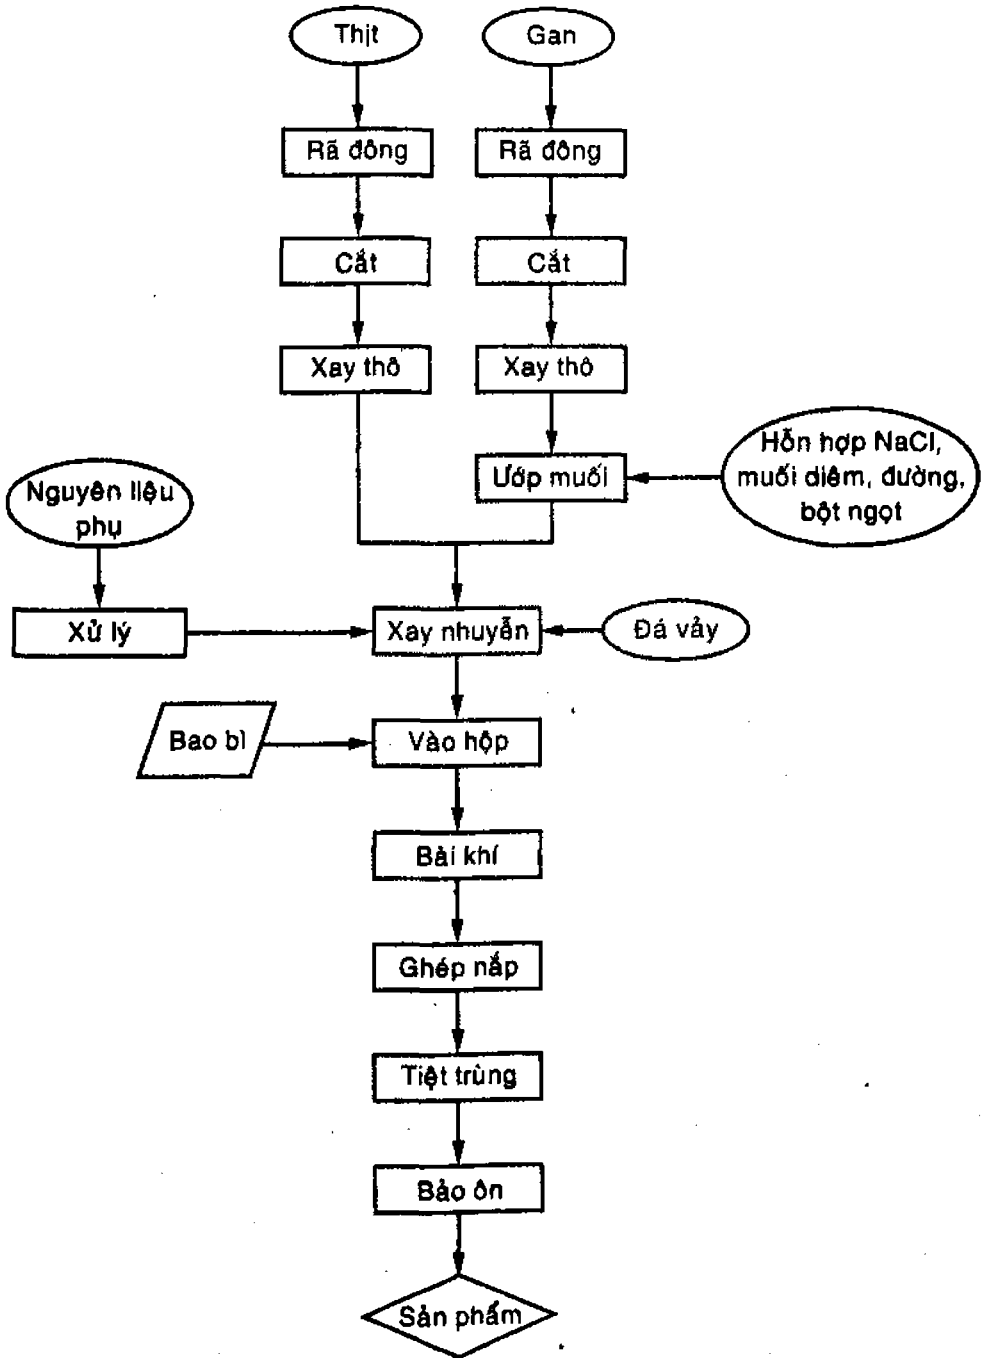 Thịt
Gan
Rã đông
Rã đông
Cắt
Cắt
Xay thô
Xay thô
Ướp muối
Hỗn hợp NaCl,
muối diêm, đường,
bột ngọt
Nguyên liệu
phụ
Xử lý
Xay nhuyễn
Đá vảy
Bao bì
Vào hộp
Bài khí
Ghép nắp
Tiệt trùng
Bảo ôn
Sản phẩm